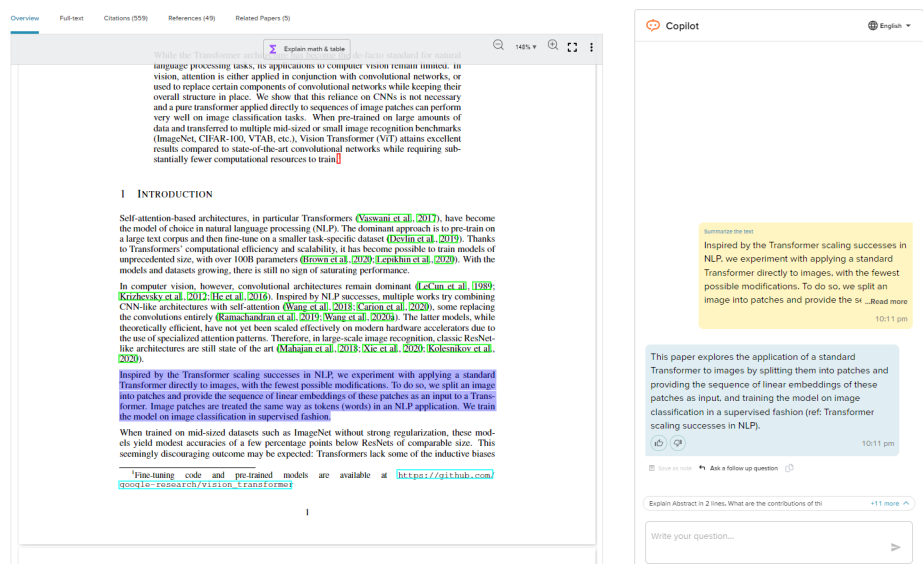 Overview Full-text Citations (559) References (49) Related Papers (5)
Explain math & table
148%
While the Transformer architecture has become the de-facto standard for natural
language processing tasks, its applications to computer vision remain limited. In
vision, attention is either applied in conjunction with convolutional networks, or
used to replace certain components of convolutional networks while keeping their
overall structure in place. We show that this reliance on CNNs is not necessary
and a pure transformer applied directly to sequences of image patches can perform
very well on image classification tasks. When pre-trained on large amounts of
data and transferred to multiple mid-sized or small image recognition benchmarks
(ImageNet, CIFAR-100, VTAB, etc.), Vision Transformer (ViT) attains excellent
results compared to state-of-the-art convolutional networks while requiring sub-
stantially fewer computational resources to train.1
1 INTRODUCTION
Self-attention-based architectures, in particular Transformers (Vaswani et al., 2017), have become
the model of choice in natural language processing (NLP). The dominant approach is to pre-train on
a large text corpus and then fine-tune on a smaller task-specific dataset (Devlin et al., 2019). Thanks
to Transformers' computational efficiency and scalability, it has become possible to train models of
unprecedented size, with over 100B parameters (Brown et al., 2020; Lepikhin et al., 2020). With the
models and datasets growing, there is still no sign of saturating performance.
In computer vision, however, convolutional architectures remain dominant (LeCun et al., 1989;
Krizhevsky et al., 2012; He et al., 2016). Inspired by NLP successes, multiple works try combining
CNN-like architectures with self-attention (Wang et al., 2018; Carion et al., 2020), some replacing
the convolutions entirely (Ramachandran et al., 2019; Wang et al., 2020a). The latter models, while
theoretically efficient, have not yet been scaled effectively on modern hardware accelerators due to
the use of specialized attention patterns. Therefore, in large-scale image recognition, classic ResNet-
like architectures are still state of the art (Mahajan et al., 2018; Xie et al., 2020; Kolesnikov et al.,
2020).
Inspired by the Transformer scaling successes in NLP, we experiment with applying a standard
Transformer directly to images, with the fewest possible modifications. To do so, we split an image
into patches and provide the sequence of linear embeddings of these patches as an input to a Trans-
former. Image patches are treated the same way as tokens (words) in an NLP application. We train
the model on image classification in supervised fashion.
When trained on mid-sized datasets such as ImageNet without strong regularization, these mod-
els yield modest accuracies of a few percentage points below ResNets of comparable size. This
seemingly discouraging outcome may be expected: Transformers lack some of the inductive biases
1Fine-tuning code and pre-trained models are available at https://github.com/
google-research/vision_transformer
1
Copilot
English
Summarize the text
Inspired by the Transformer scaling successes in
NLP, we experiment with applying a standard
Transformer directly to images, with the fewest
possible modifications. To do so, we split an
image into patches and provide the se ...Read more
10:11 pm
This paper explores the application of a standard
Transformer to images by splitting them into patches and
providing the sequence of linear embeddings of these
patches as input, and training the model on image
classification in a supervised fashion (ref: Transformer
scaling successes in NLP).
10:11 pm
Save as note Ask a follow up question
Explain Abstract in 2 lines, What are the contributions of thi +11 more
Write your question...